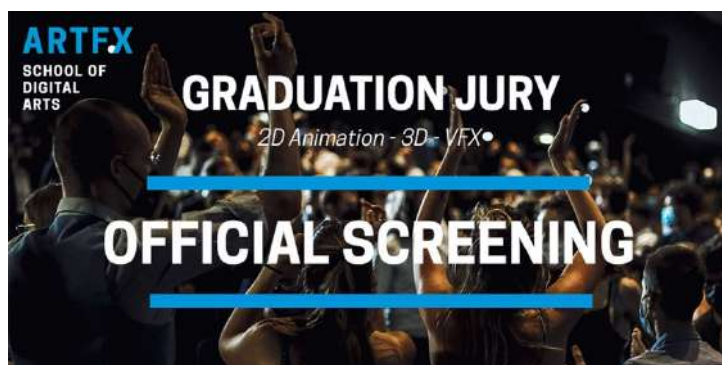 ARTFX
SCHOOL OF
DIGITAL
ARTS
GRADUATION JURY
2D Animation - 3D - VFX
OFFICIAL SCREENING